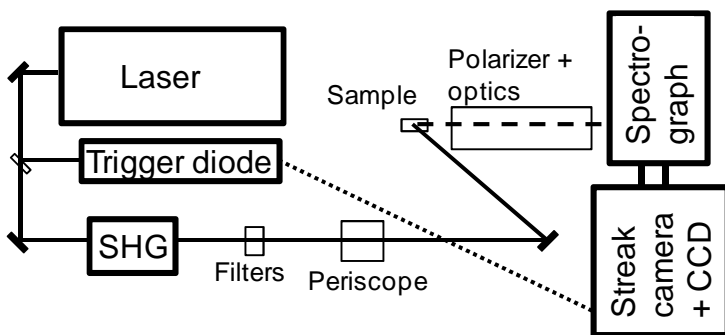 Laser
Trigger diode
SHG
Filters
Periscope
Sample
Polarizer +
optics
Spectro-
graph
Streak
camera
+ CCD